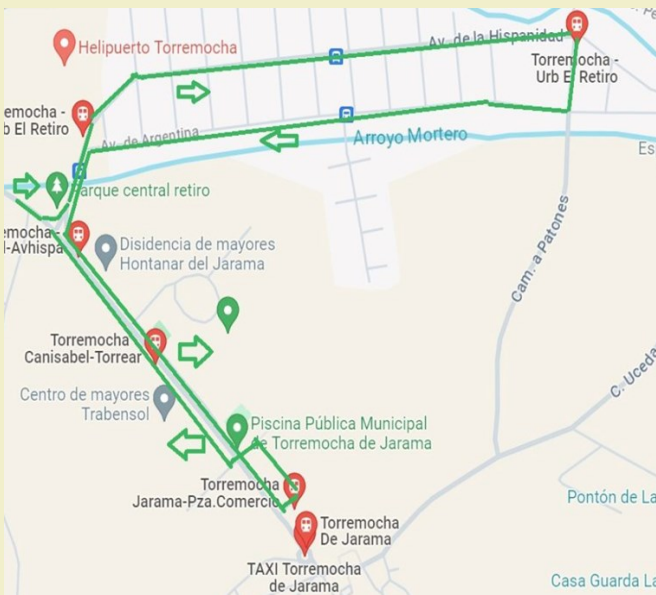 Helipuerto Torremocha
Av. de la Hispanidad
Torremocha -
Urb El Retiro
emocha -
b El Retiro
Av. de Argentina
Arroyo Mortero
Es
Parque central retiro
emocha -
l-Avhispa
Disidencia de mayores
Hontanar del Jarama
Cam. a Patones
Torremocha
Canisabel-Torrear
Centro de mayores
Trabensol
C. Uceda
Piscina Pública Municipal
de Torremocha de Jarama
Torremocha
Jarama-Pza.Comercio
Pontón de La
Torremocha
De Jarama
TAXI Torremocha
de Jarama
Casa Guarda La